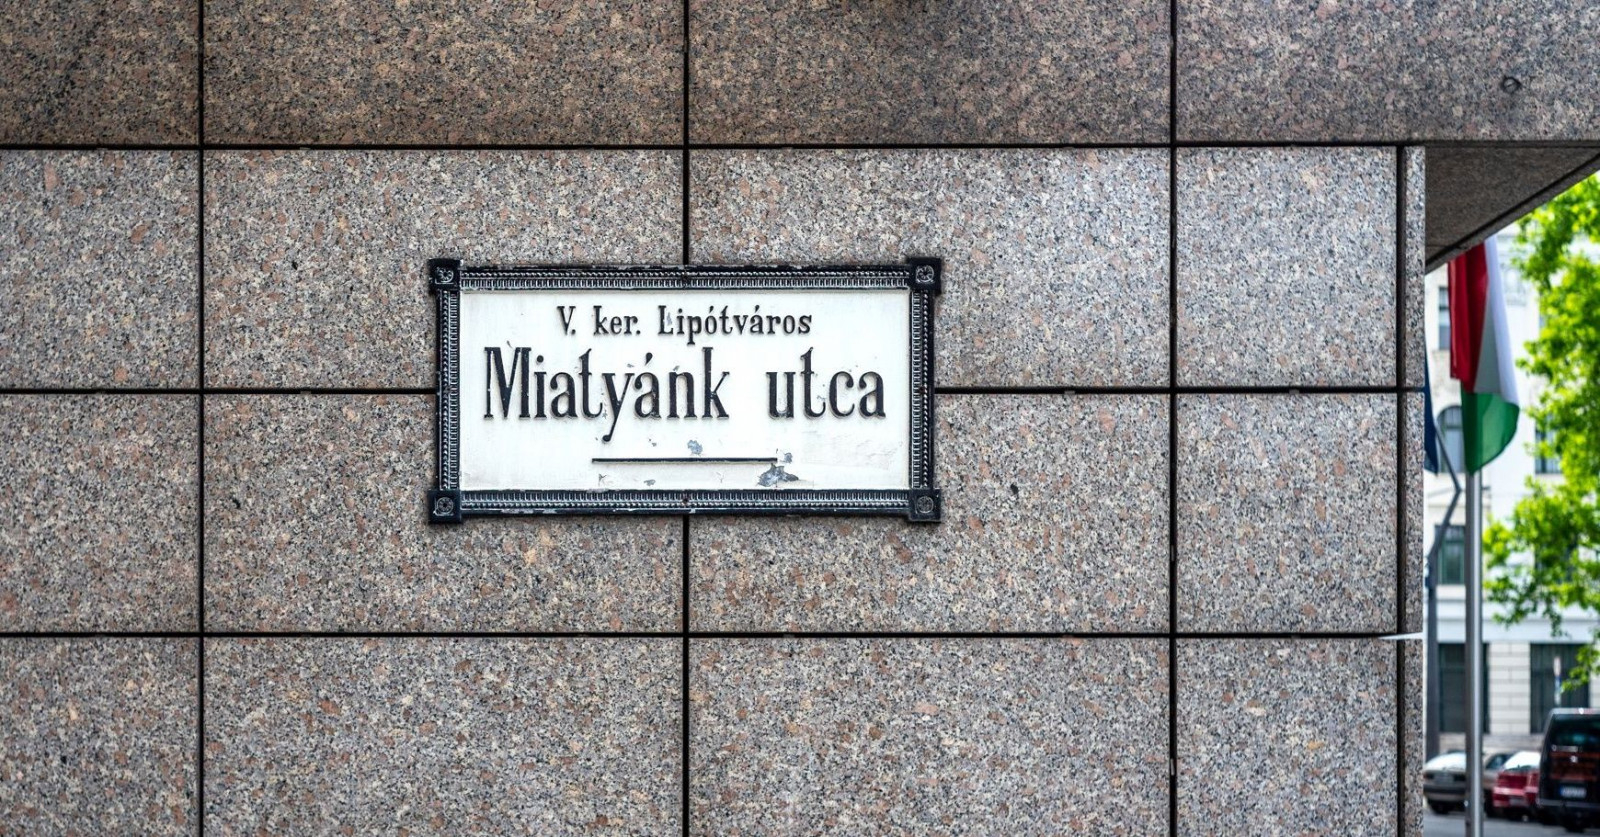 V. ker. Lipótváros
Miatyánk utca